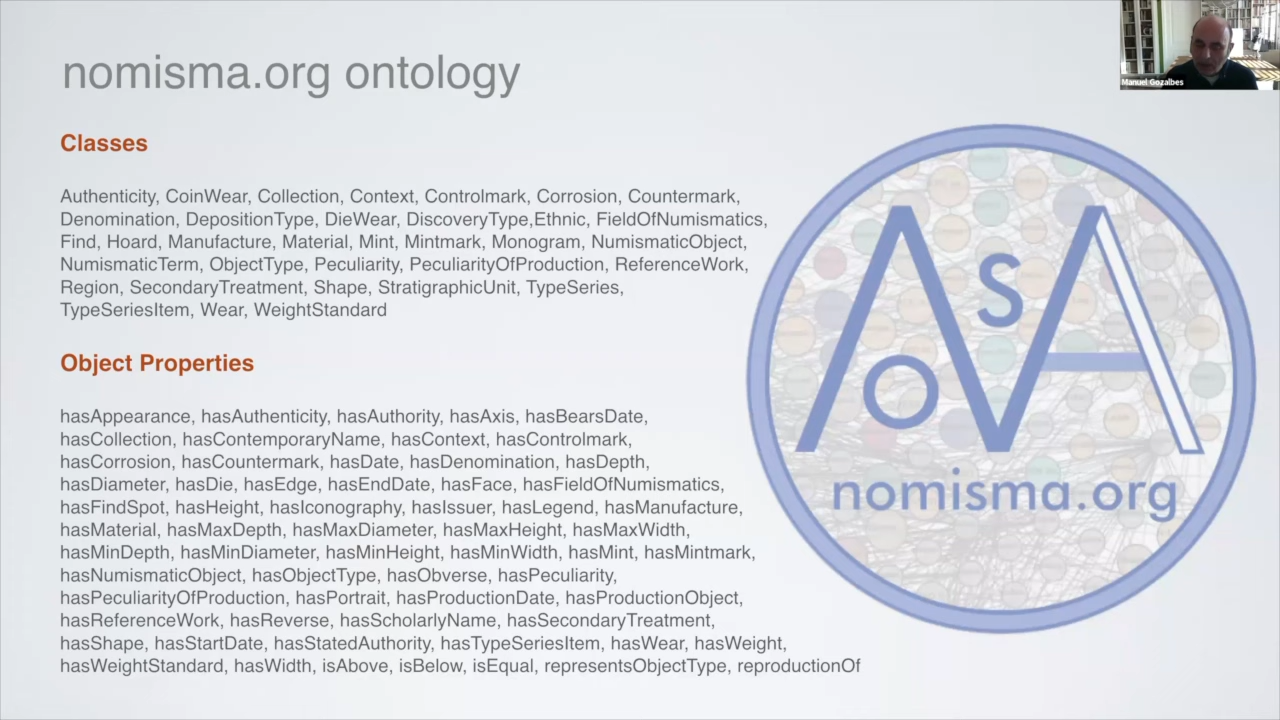 nomisma.org ontology
Manuel Gozalbes
Classes
Authenticity, CoinWear, Collection, Context, Controlmark, Corrosion, Countermark,
Denomination, DepositionType, DieWear, DiscoveryType,Ethnic, FieldOfNumismatics,
Find, Hoard, Manufacture, Material, Mint, Mintmark, Monogram, NumismaticObject,
NumismaticTerm, ObjectType, Peculiarity, PeculiarityOfProduction, ReferenceWork,
Region, SecondaryTreatment, Shape, StratigraphicUnit, TypeSeries,
TypeSeriesItem, Wear, WeightStandard
Object Properties
hasAppearance, hasAuthenticity, hasAuthority, hasAxis, hasBearsDate,
hasCollection, hasContemporaryName, hasContext, hasControlmark,
hasCorrosion, hasCountermark, hasDate, hasDenomination, hasDepth,
hasDiameter, hasDie, hasEdge, hasEndDate, hasFace, hasFieldOfNumismatics,
hasFindSpot, hasHeight, hasIconography, hasIssuer, hasLegend, hasManufacture,
hasMaterial, hasMaxDepth, hasMaxDiameter, hasMaxHeight, hasMaxWidth,
hasMinDepth, hasMinDiameter, hasMinHeight, hasMinWidth, hasMint, hasMintmark,
hasNumismaticObject, hasObjectType, hasObverse, hasPeculiarity,
hasPeculiarityOfProduction, hasPortrait, hasProductionDate, hasProductionObject,
hasReferenceWork, hasReverse, hasScholarlyName, hasSecondaryTreatment,
hasShape, hasStartDate, hasStatedAuthority, hasTypeSeriesItem, hasWear, hasWeight,
hasWeightStandard, hasWidth, isAbove, isBelow, isEqual, representsObjectType, reproductionOf
nomisma.org